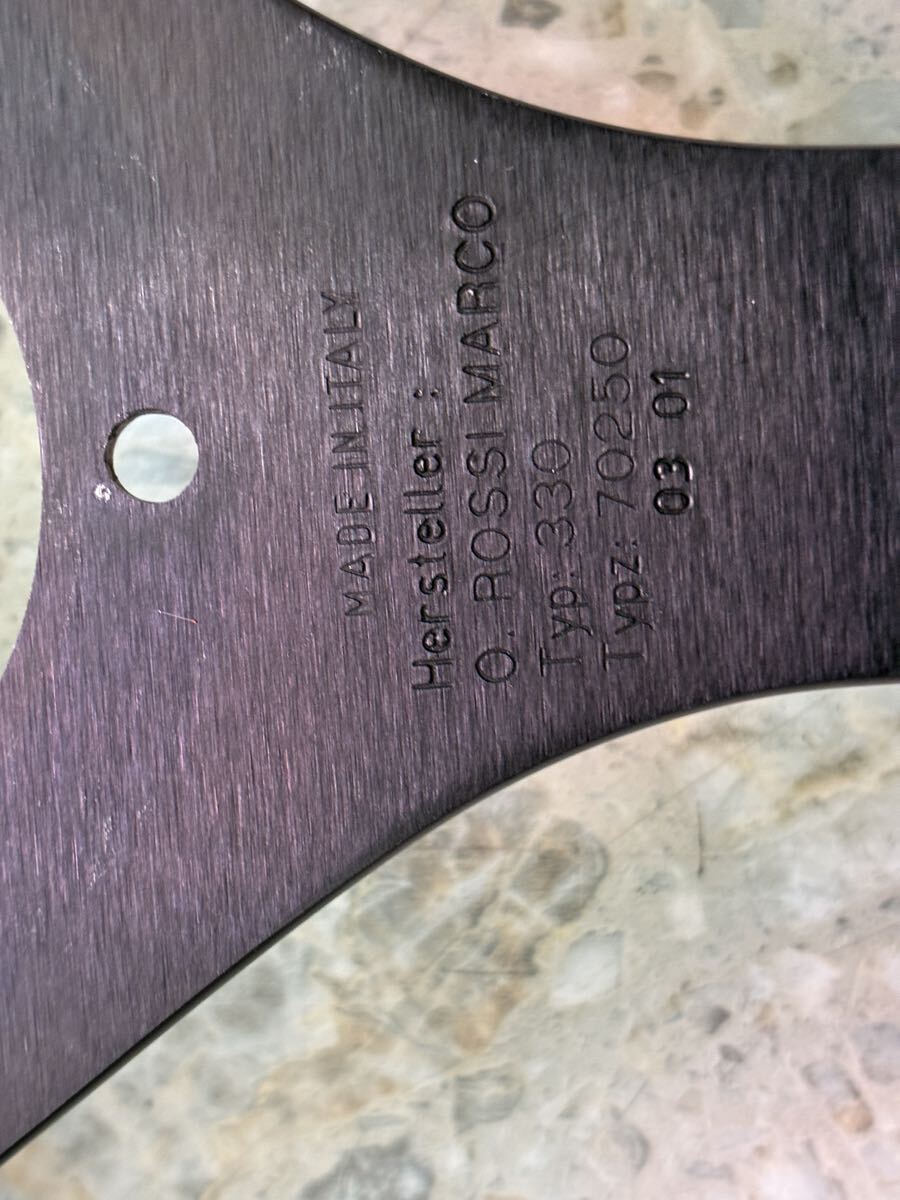 MADE IN ITALY
Hersteller:
O. ROSSI MARCO
Typ: 330
Typz: 70250
03 01